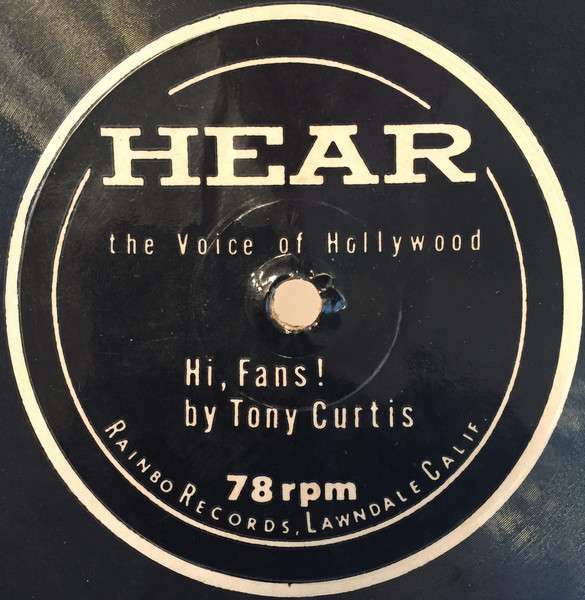 HEAR
the Voice of Hollywood
Hi, Fans!
by Tony Curtis
78 rpm
RAINBO RECORDS, LAWNDALE CALIF.